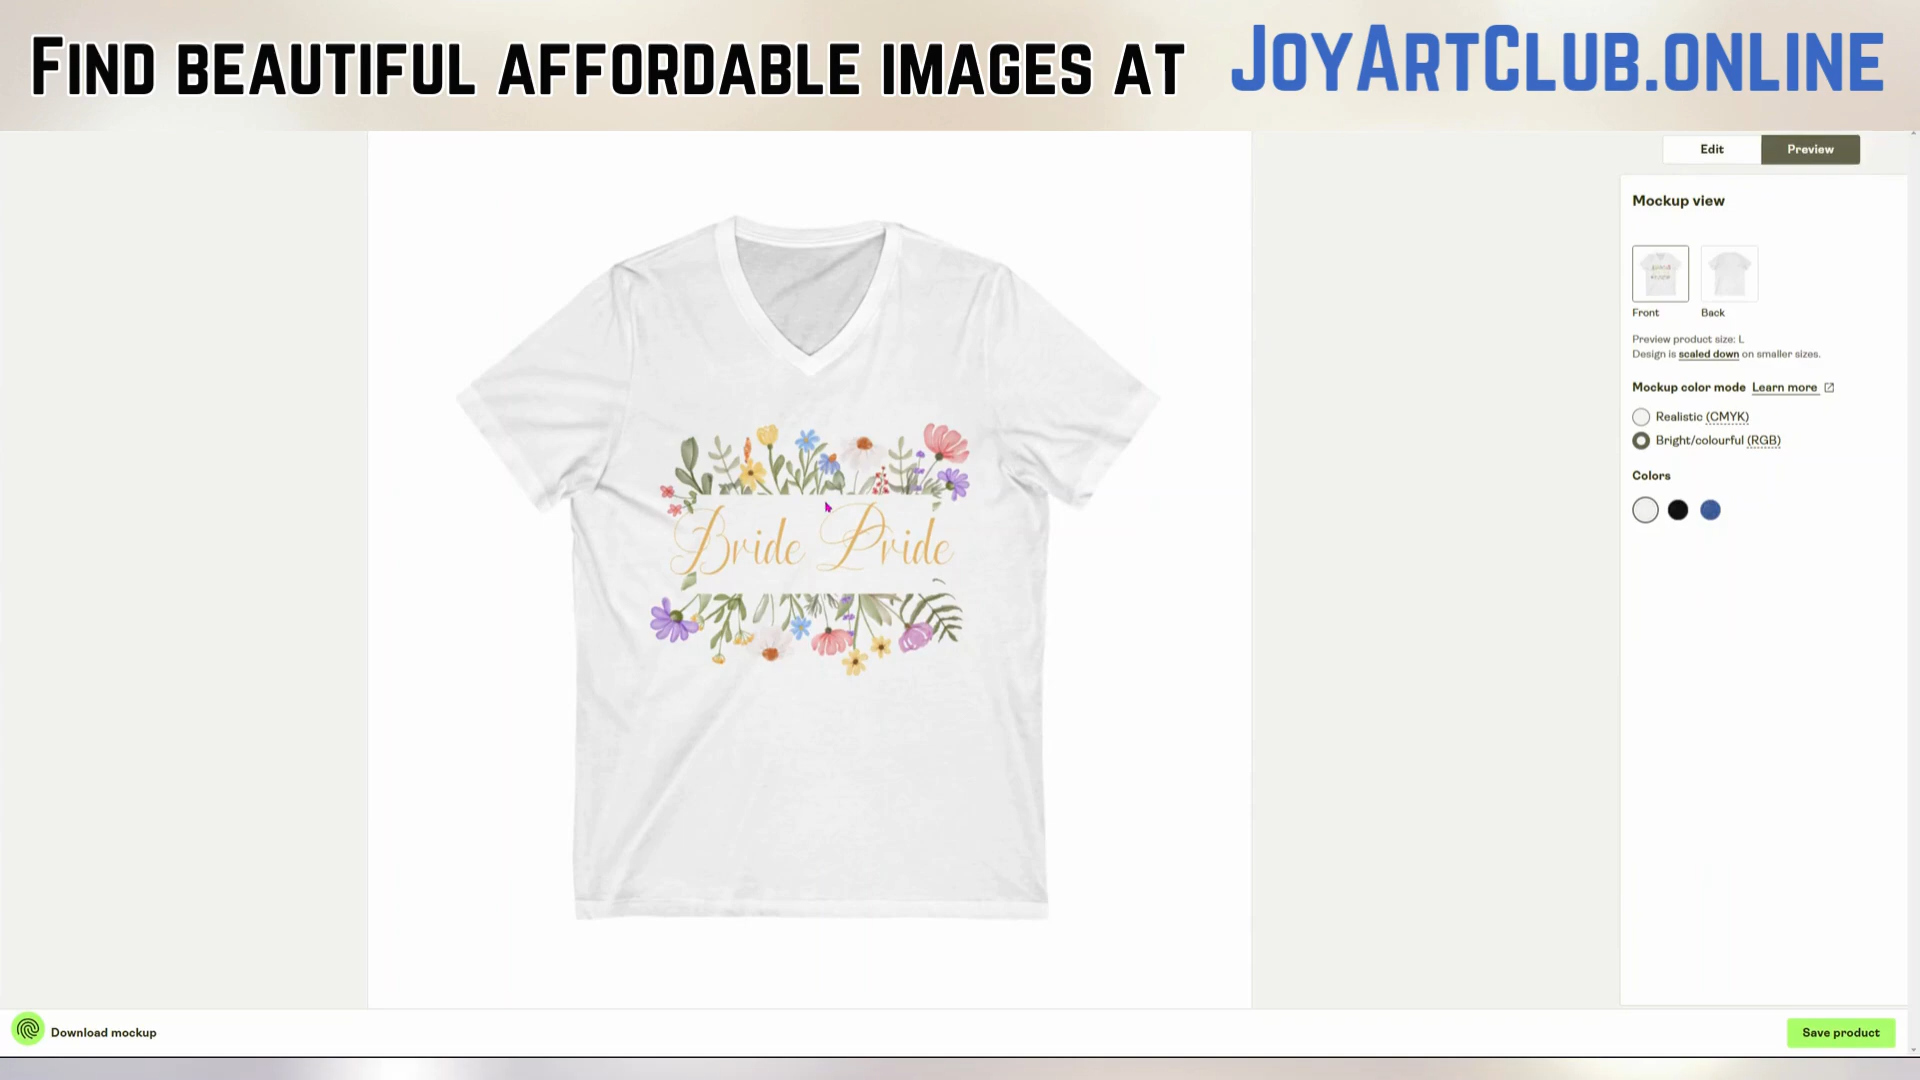 Find beautiful affordable images at JoyArtClub.online
Edit
Preview
Mockup view
Front
Back
Preview product size: L
Design is scaled down on smaller sizes.
Mockup color mode Learn more
Realistic (CMYK)
Bright/colourful (RGB)
Colors
Bride Pride
Download mockup
Save product